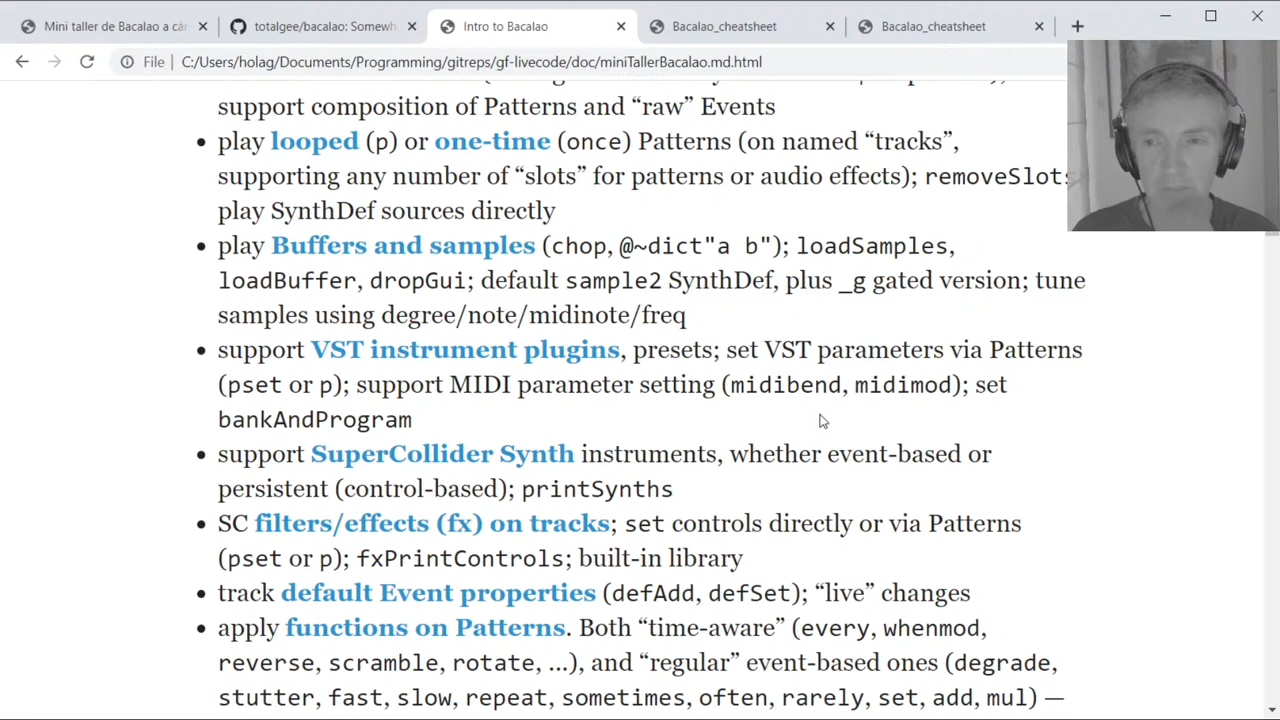 Mini taller de Bacalao a càn
totalgee/bacalao: Somewh
Intro to Bacalao
Bacalao_cheatsheet
Bacalao_cheatsheet
File
C:/Users/holag/Documents/Programming/gitreps/gf-livecode/doc/miniTallerBacalao.md.html
support composition of Patterns and “raw” Events
• play looped (p) or one-time (once) Patterns (on named “tracks”,
supporting any number of “slots” for patterns or audio effects); removeSlots
play SynthDef sources directly
• play Buffers and samples (chop, @~dict"a b"); loadSamples,
loadBuffer, dropGui; default sample2 SynthDef, plus _g gated version; tune
samples using degree/note/midinote/freq
• support VST instrument plugins, presets; set VST parameters via Patterns
(pset or p); support MIDI parameter setting (midibend, midimod); set
bankAndProgram
• support SuperCollider Synth instruments, whether event-based or
persistent (control-based); printSynths
• SC filters/effects (fx) on tracks; set controls directly or via Patterns
(pset or p); fxPrintControls; built-in library
• track default Event properties (defAdd, defSet); “live” changes
• apply functions on Patterns. Both “time-aware” (every, whenmod,
reverse, scramble, rotate, ...), and “regular” event-based ones (degrade,
stutter, fast, slow, repeat, sometimes, often, rarely, set, add, mul) —